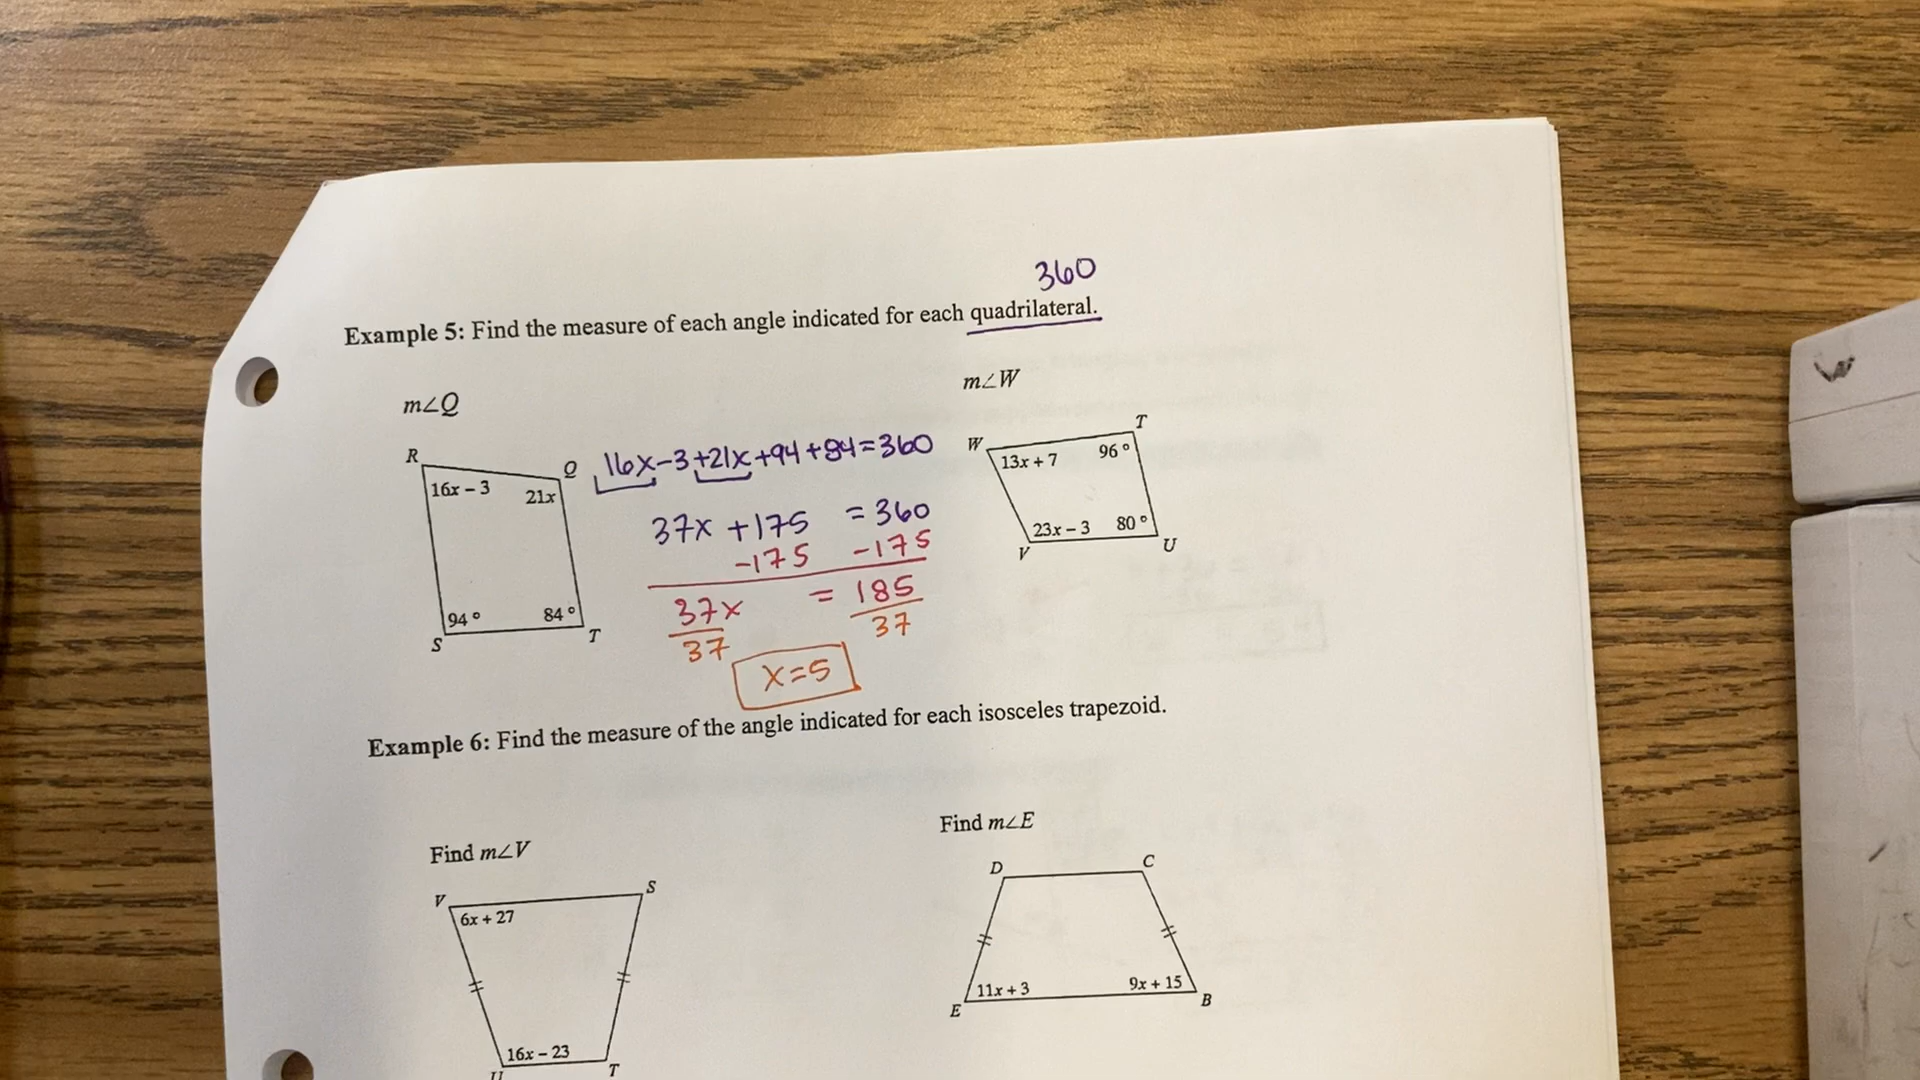 360
Example 5: Find the measure of each angle indicated for each quadrilateral.
m∠Q
R
Q
16x – 3
21x
94°
84°
S
T
16x-3+21x+94+84=360
37x +175 = 360
-175 -175
37x = 185
37 37
x=5
m∠W
W
T
13x + 7
96°
23x – 3
80°
V
U
Example 6: Find the measure of the angle indicated for each isosceles trapezoid.
Find m∠V
V
S
6x + 27
16x – 23
U
T
Find m∠E
D
C
11x + 3
9x + 15
E
B